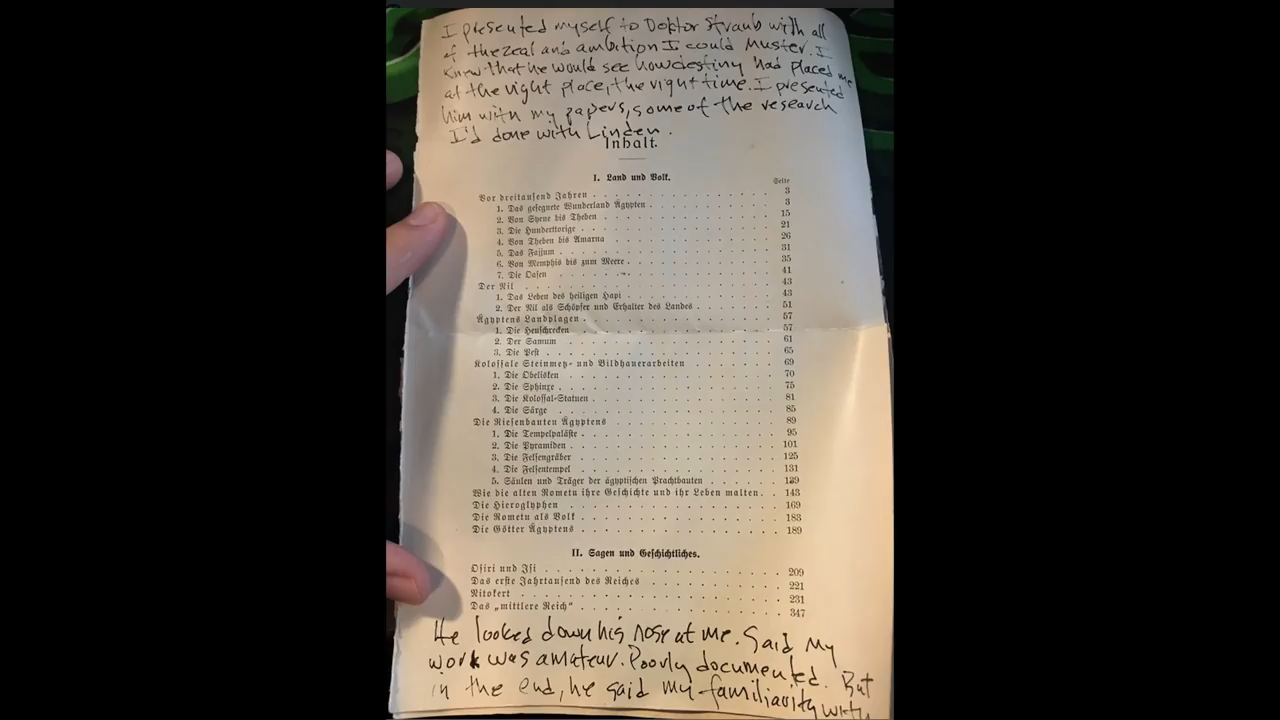 I presented myself to Doktor Straub with all
of the zeal and ambition I could muster. I
knew that he would see how destiny had placed me
at the right place, the right time. I presented
him with my papers, some of the research
I'd done with Linden.
Inhalt.
I. Land und Volk.
Seite
Vor dreitausend Jahren . . . 3
1. Das gesegnete Wunderland Ägypten . . . 3
2. Von Syene bis Theben . . . 15
3. Die Hunderttorige . . . 21
4. Von Theben bis Amarna . . . 26
5. Das Fajjum . . . 31
6. Von Memphis bis zum Meere . . . 35
7. Die Oasen . . . 41
Der Nil . . . 43
1. Das Leben des heiligen Hapi . . . 43
2. Der Nil als Schöpfer und Erhalter des Landes . . . 51
Ägyptens Landplagen . . . 57
1. Die Heuschrecken . . . 57
2. Der Samum . . . 61
3. Die Pest . . . 65
Kolossale Steinmetz- und Bildhauerarbeiten . . . 69
1. Die Obelisken . . . 70
2. Die Sphinxe . . . 75
3. Die Kolossal-Statuen . . . 81
4. Die Särge . . . 85
Die Riesenbauten Ägyptens . . . 89
1. Die Tempelpaläste . . . 95
2. Die Pyramiden . . . 101
3. Die Felsengräber . . . 125
4. Die Felsentempel . . . 131
5. Säulen und Träger der ägyptischen Prachtbauten . . . 139
Wie die alten Rometu ihre Geschichte und ihr Leben malten . . . 143
Die Hieroglyphen . . . 169
Die Rometu als Volk . . . 183
Die Götter Ägyptens . . . 189
II. Sagen und Geschichtliches.
Osiri und Isi . . . 209
Das erste Jahrtausend des Reiches . . . 221
Nitokert . . . 231
Das „mittlere Reich“ . . . 347
He looked down his nose at me. Said my
work was amateur. Poorly documented. But
in the end, he said my familiarity with